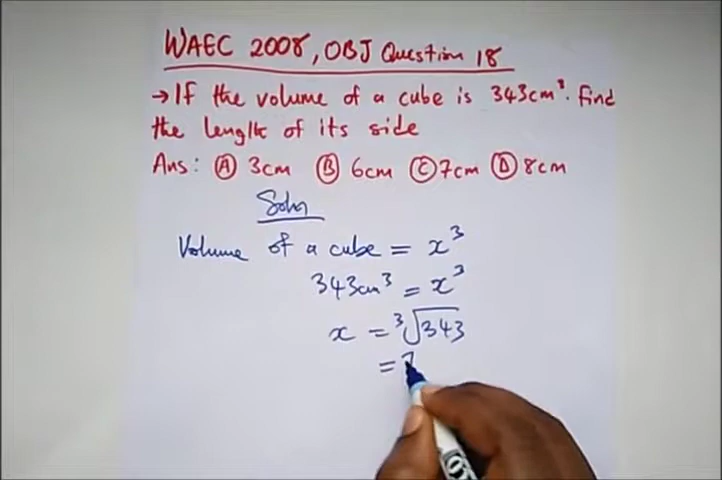 WAEC 2008, OBJ Question 18
→ If the volume of a cube is 343cm³. find
the length of its side
Ans: (A) 3cm (B) 6cm (C) 7cm (D) 8cm
Soln
Volume of a cube = x³
343cm³ = x³
x = ³√343
= 7